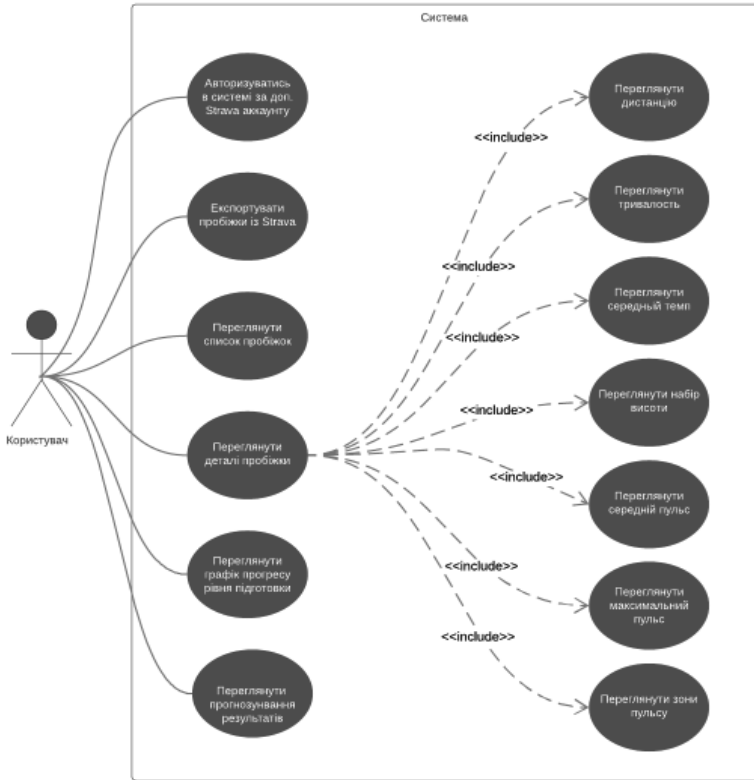 Система
Авторизуватись
в системі за доп.
Strava аккаунту
Експортувати
пробіжки із Strava
Переглянути
список пробіжок
Переглянути
деталі пробіжки
Переглянути
графік прогресу
рівня підготовки
Переглянути
прогнозунвання
результатів
Користувач
<<include>>
<<include>>
<<include>>
<<include>>
<<include>>
<<include>>
<<include>>
Переглянути
дистанцію
Переглянути
тривалость
Переглянути
середный темп
Переглянути набір
висоти
Переглянути
середній пульс
Переглянути
максимальний
пульс
Переглянути зони
пульсу